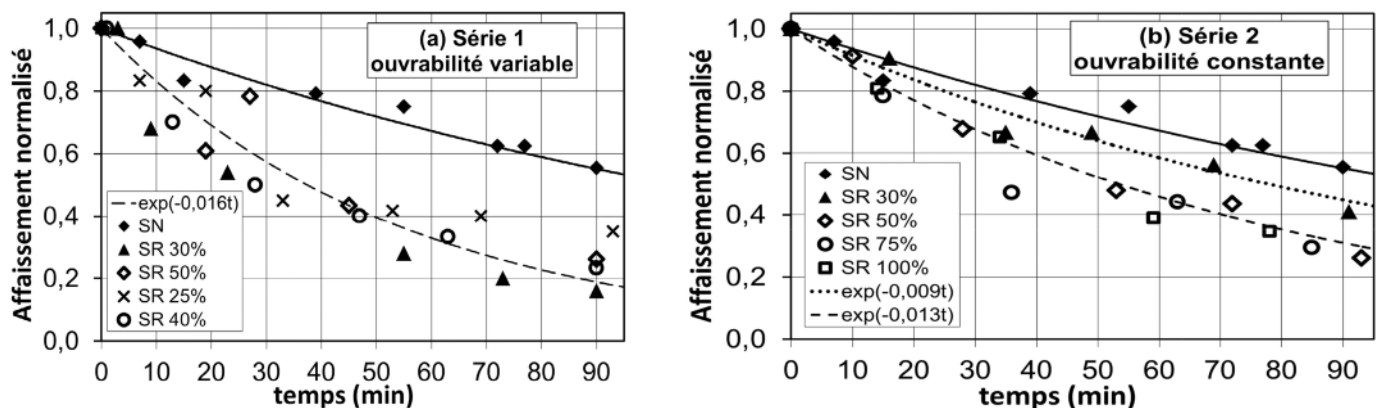 Affaissement normalisé
1,0
0,8
0,6
0,4
0,2
0,0
(a) Série 1
ouvrabilité variable
exp(-0,016t)
SN
SR 30%
SR 50%
SR 25%
SR 40%
0 10 20 30 40 50 60 70 80 90
temps (min)
Affaissement normalisé
1,0
0,8
0,6
0,4
0,2
0,0
(b) Série 2
ouvrabilité constante
SN
SR 30%
SR 50%
SR 75%
SR 100%
exp(-0,009t)
exp(-0,013t)
0 10 20 30 40 50 60 70 80 90
temps (min)